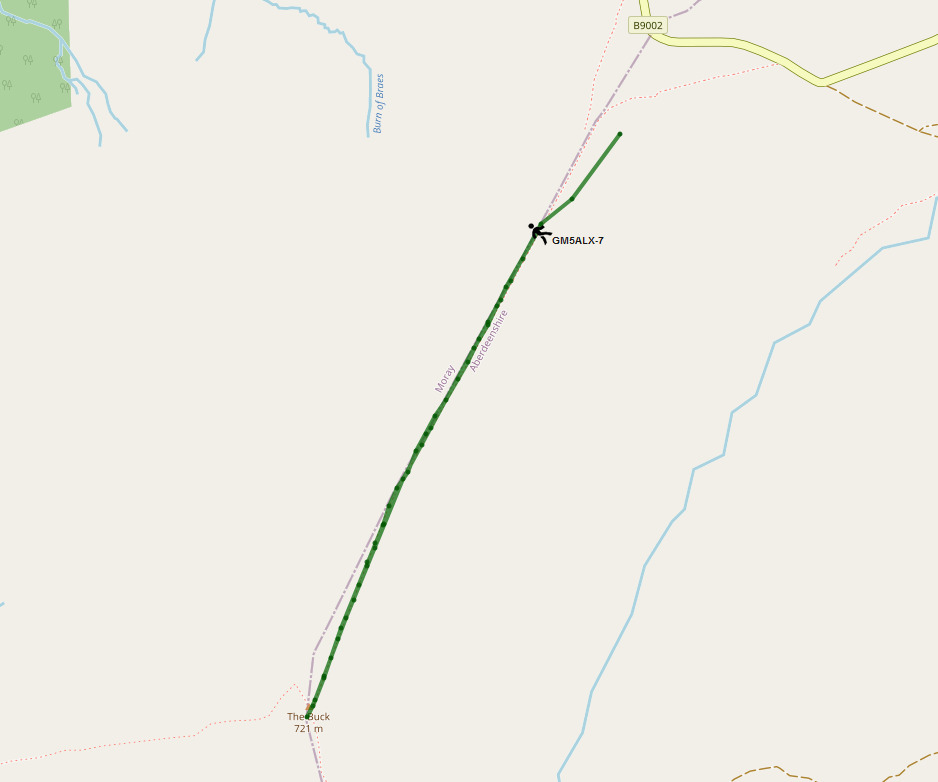 B9002
Burn of Braes
GM5ALX-7
Aberdeenshire
Moray
The Buck
721 m